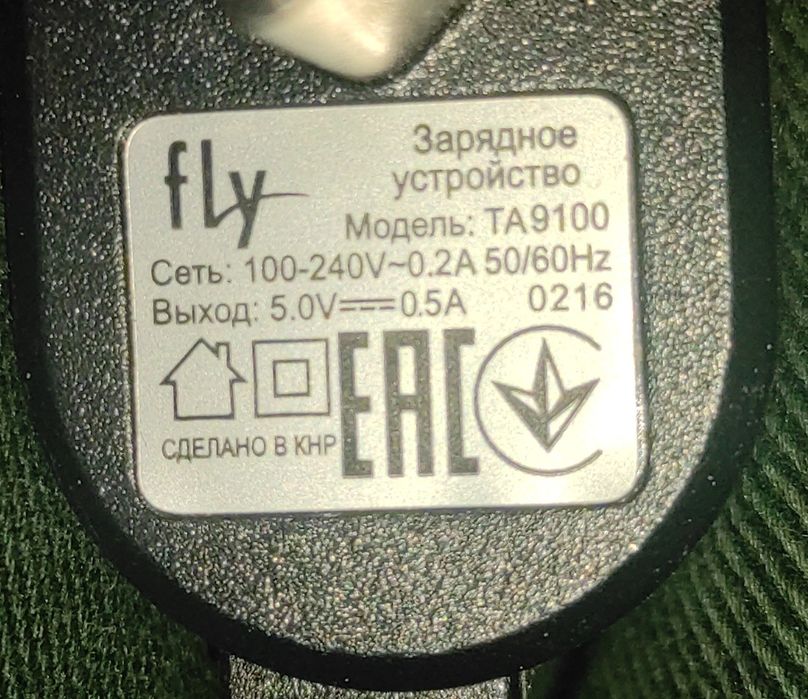 fly
Зарядное
устройство
Модель: TA9100
Сеть: 100-240V~0.2A 50/60Hz
Выход: 5.0V⎓0.5A 0216
EAC
СДЕЛАНО В КНР